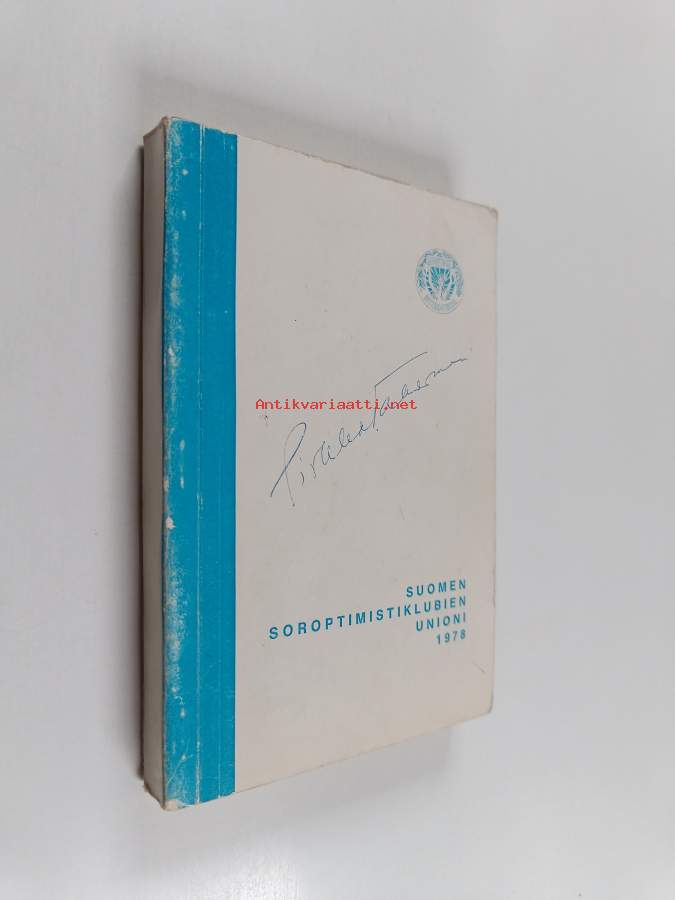 Antikvariaatti.net
SUOMEN
SOROPTIMISTIKLUBIEN
UNIONI
1978